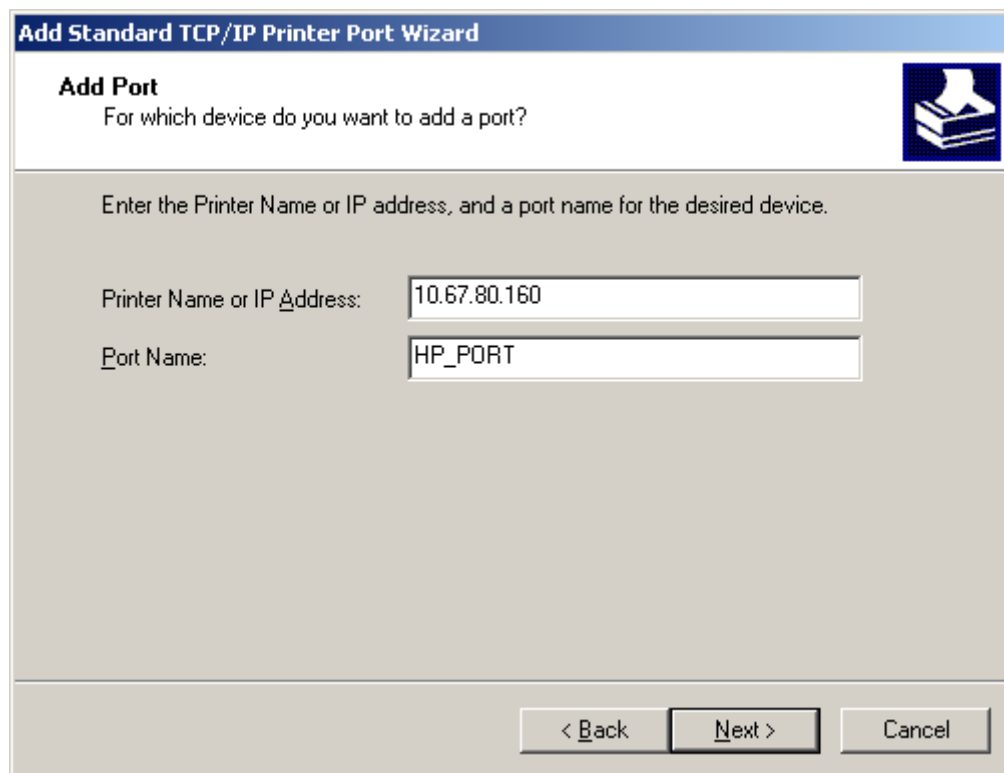 Add Standard TCP/IP Printer Port Wizard
Add Port
For which device do you want to add a port?
Enter the Printer Name or IP address, and a port name for the desired device.
Printer Name or IP Address: 10.67.80.160
Port Name: HP_PORT
< Back Next > Cancel